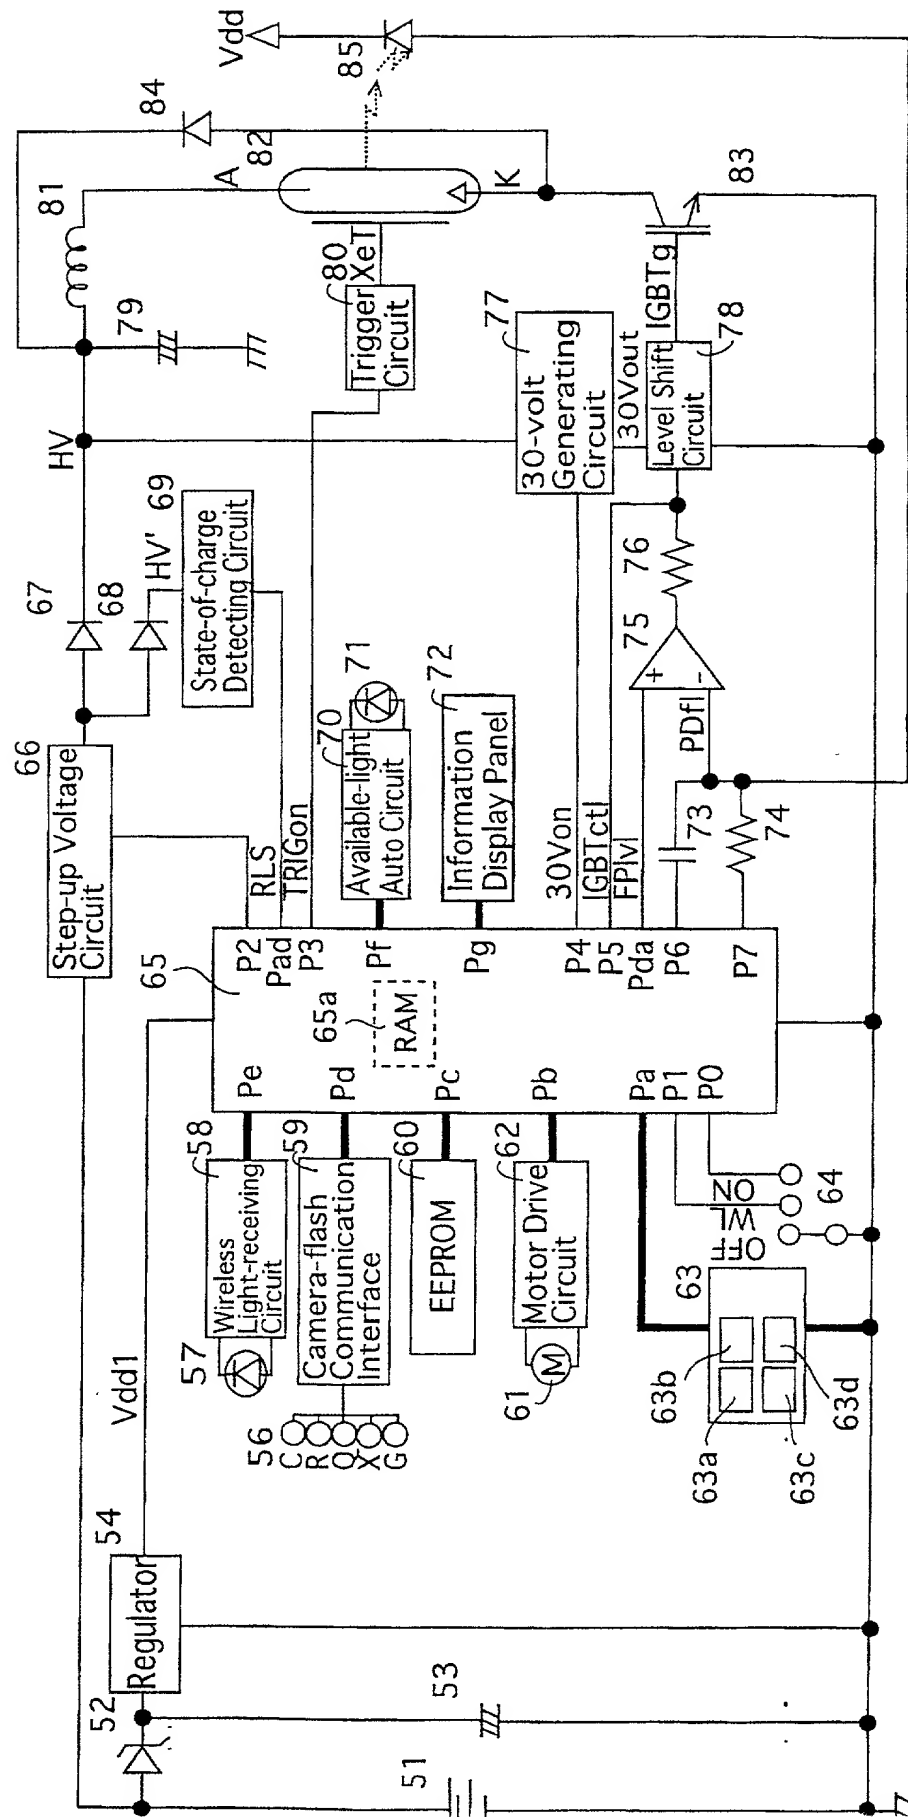 51
52
53
Regulator
54
Vdd1
56
C
R
Q
X
G
57
58
Wireless
Light-receiving
Circuit
59
Camera-flash
Communication
Interface
60
EEPROM
61
M
62
Motor Drive
Circuit
63
63a
63b
63c
63d
64
OFF
WL
ON
65
65a
RAM
Pe
Pd
Pc
Pb
Pa
P1
P0
P2
Pad
P3
Pf
Pg
P4
P5
Pda
P6
P7
66
Step-up Voltage
Circuit
67
68
HV
HV'
69
State-of-charge
Detecting Circuit
RLS
TRIGon
70
Available-light
Auto Circuit
71
72
Information
Display Panel
30Von
IGBTctl
FPlvl
73
74
PDfl
75
+
-
76
77
30-volt
Generating
Circuit
30Vout
78
Level Shift
Circuit
IGBTg
79
80
XeT
Trigger
Circuit
81
A
82
K
83
84
85
Vdd